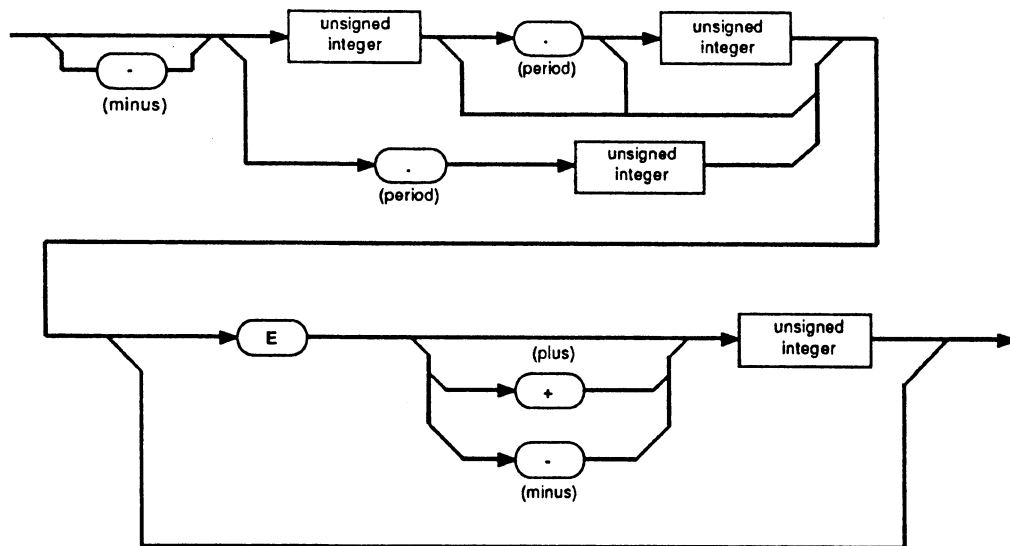 unsigned
integer
.
(period)
unsigned
integer
-
(minus)
.
(period)
unsigned
integer
E
(plus)
+
-
(minus)
unsigned
integer